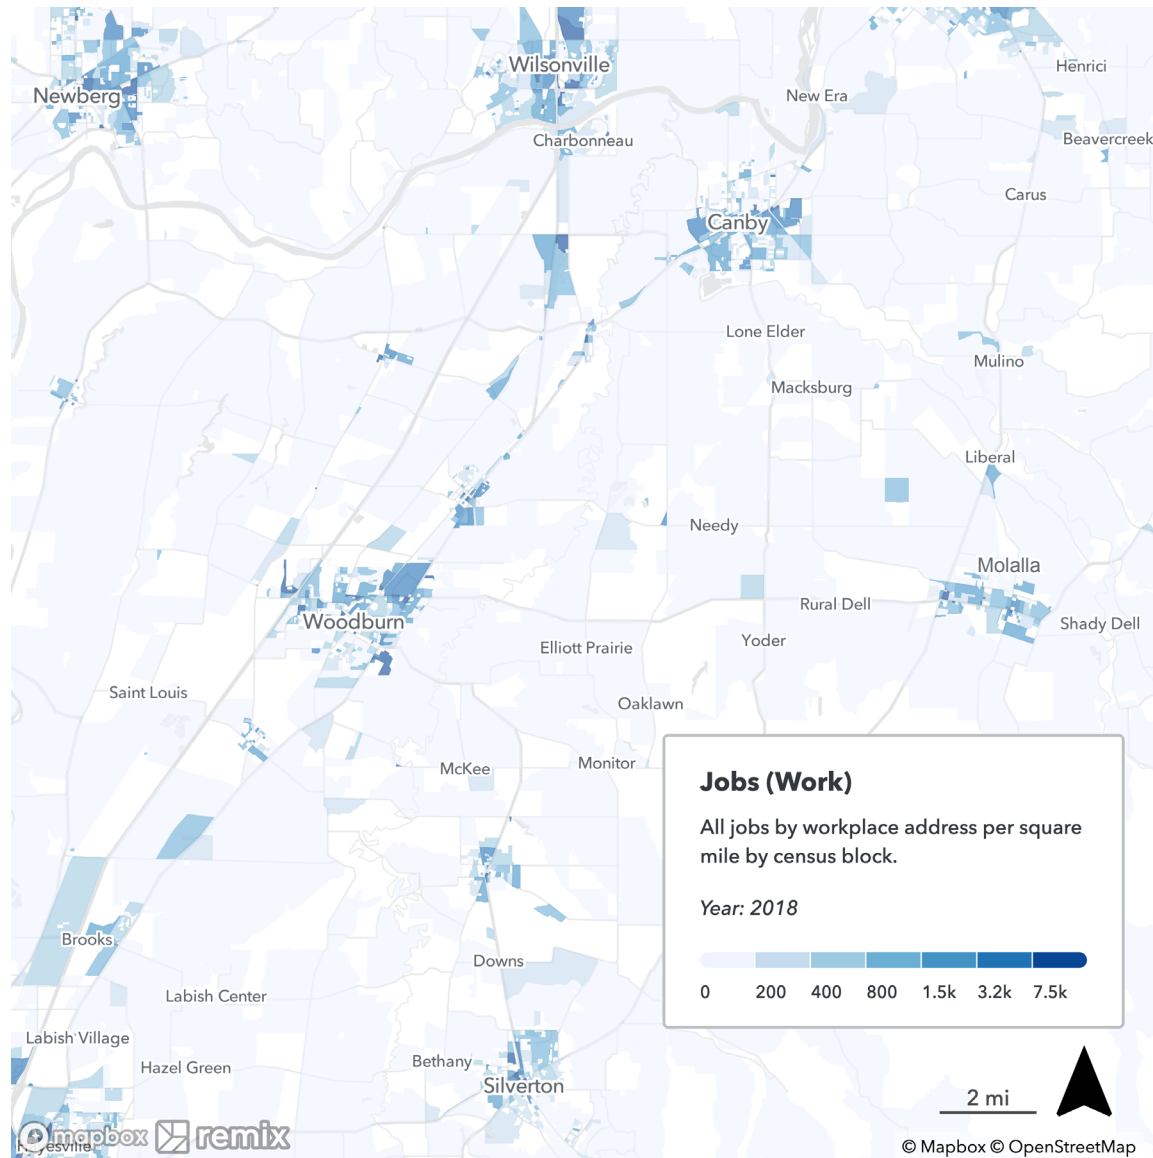 Wilsonville
Henrici
Newberg
New Era
Charbonneau
Beavercreek
Carus
Canby
Lone Elder
Mulino
Macksburg
Liberal
Needy
Molalla
Rural Dell
Woodburn
Shady Dell
Elliott Prairie
Yoder
Saint Louis
Oaklawn
McKee
Monitor
Jobs (Work)
All jobs by workplace address per square
mile by census block.
Year: 2018
0 200 400 800 1.5k 3.2k 7.5k
Brooks
Downs
Labish Center
Labish Village
Hazel Green
Bethany
Silverton
2 mi
mapbox remix
© Mapbox © OpenStreetMap